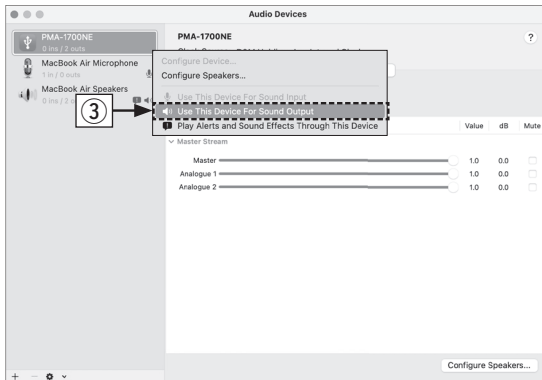 Audio Devices
PMA-1700NE
0 ins / 2 outs
MacBook Air Microphone
1 in / 0 outs
MacBook Air Speakers
0 ins / 2
PMA-1700NE
?
Configure Device...
Configure Speakers...
Use This Device For Sound Input
Use This Device For Sound Output
Play Alerts and Sound Effects Through This Device
3
Value dB Mute
Master Stream
Master 1.0 0.0
Analogue 1 1.0 0.0
Analogue 2 1.0 0.0
Configure Speakers...